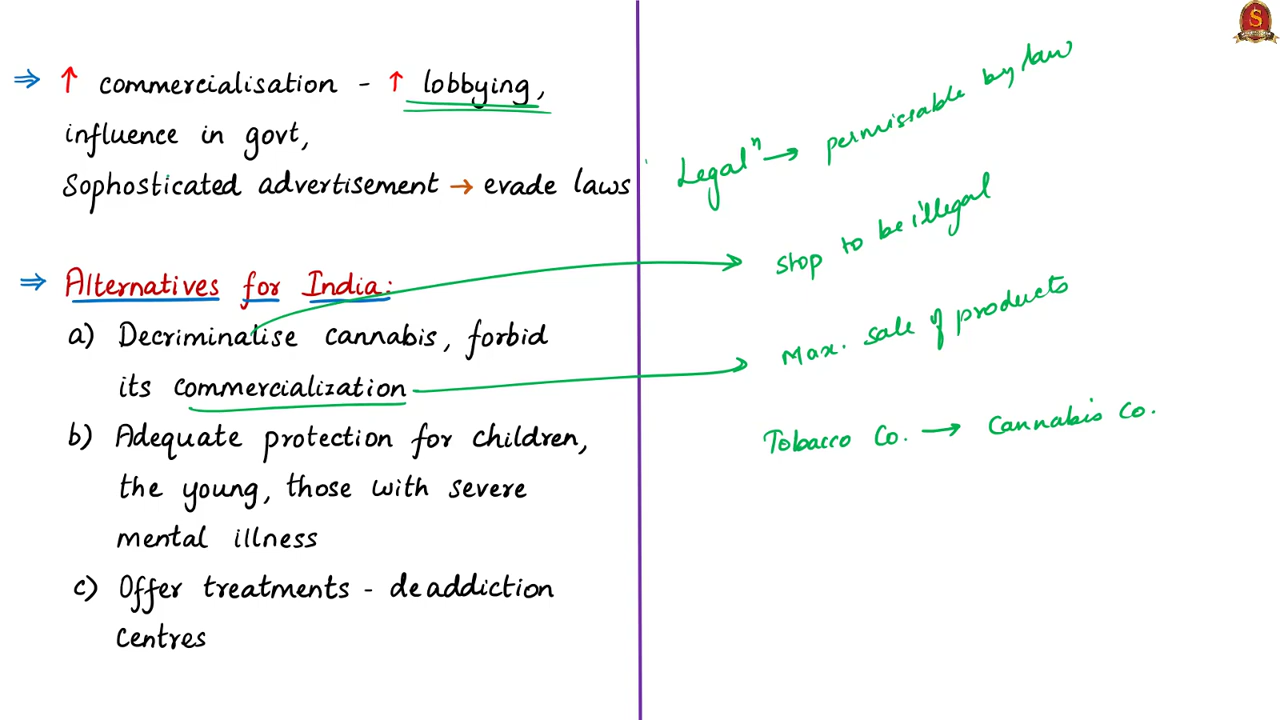 ⇒ ↑ commercialisation - ↑ lobbying,
influence in govt,
Sophosticated advertisement → evade laws
⇒ Alternatives for India:
a) Decriminalise cannabis, forbid
its commercialization
b) Adequate protection for children,
the young, those with severe
mental illness
c) Offer treatments - deaddiction
centres
Legalⁿ → permissable by law
stop to be illegal
Max. sale of products
Tobacco Co. → Cannabis Co.
S